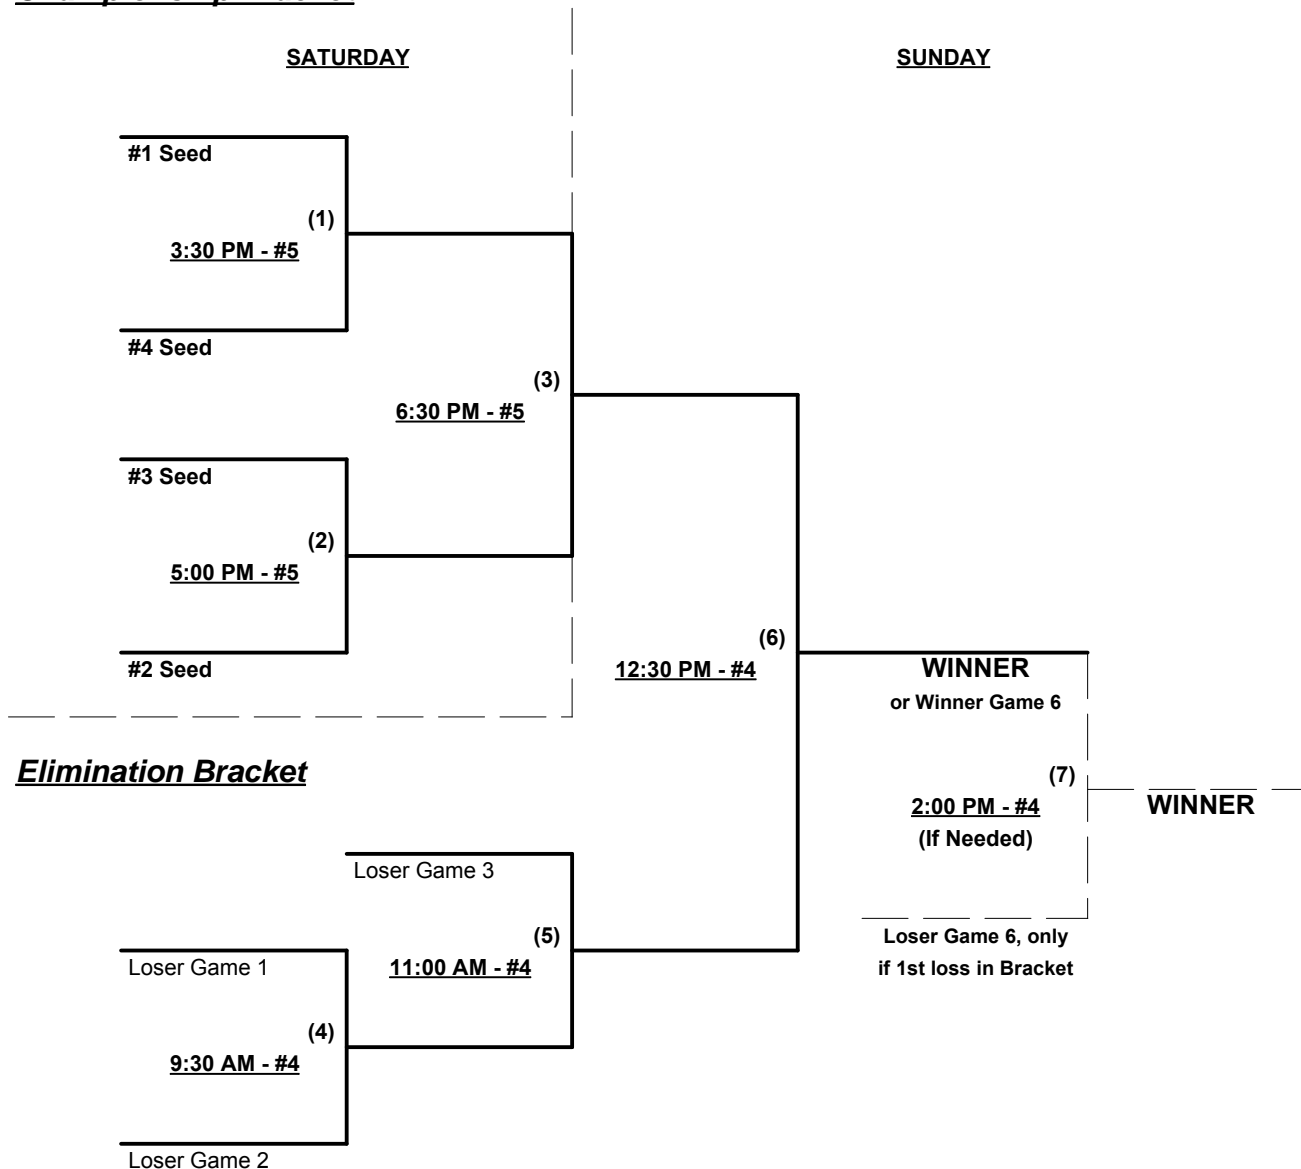 SATURDAY
SUNDAY
#1 Seed
(1)
3:30 PM - #5
#4 Seed
(3)
6:30 PM - #5
#3 Seed
(2)
5:00 PM - #5
#2 Seed
(6)
12:30 PM - #4
WINNER
or Winner Game 6
Elimination Bracket
(7)
2:00 PM - #4
(If Needed)
WINNER
Loser Game 3
(5)
11:00 AM - #4
Loser Game 6, only
if 1st loss in Bracket
Loser Game 1
(4)
9:30 AM - #4
Loser Game 2